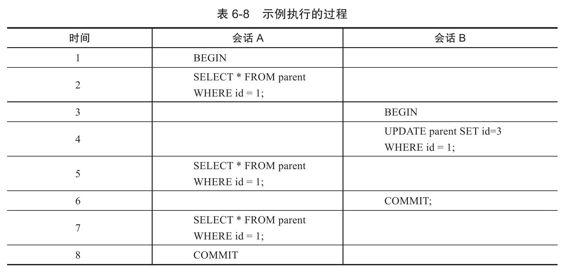 表 6-8 示例执行的过程
时间 会话 A 会话 B
1 BEGIN
2 SELECT * FROM parent
WHERE id = 1;
3 BEGIN
4 UPDATE parent SET id=3
WHERE id = 1;
5 SELECT * FROM parent
WHERE id = 1;
6 COMMIT;
7 SELECT * FROM parent
WHERE id = 1;
8 COMMIT